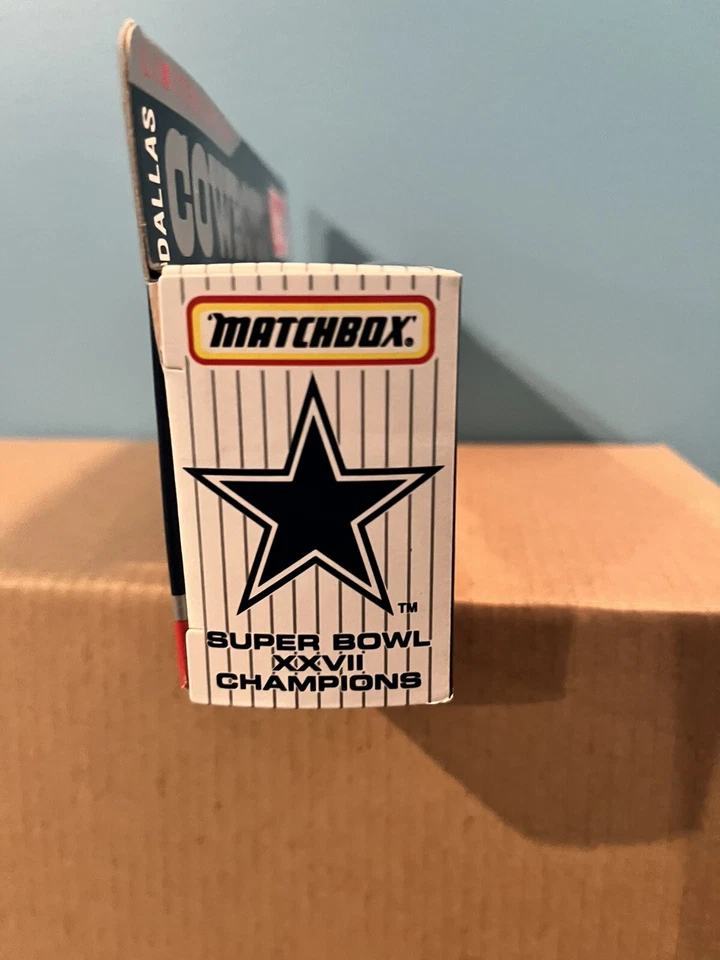 DALLAS
MATCHBOX®
TM
SUPER BOWL
XXVII
CHAMPIONS